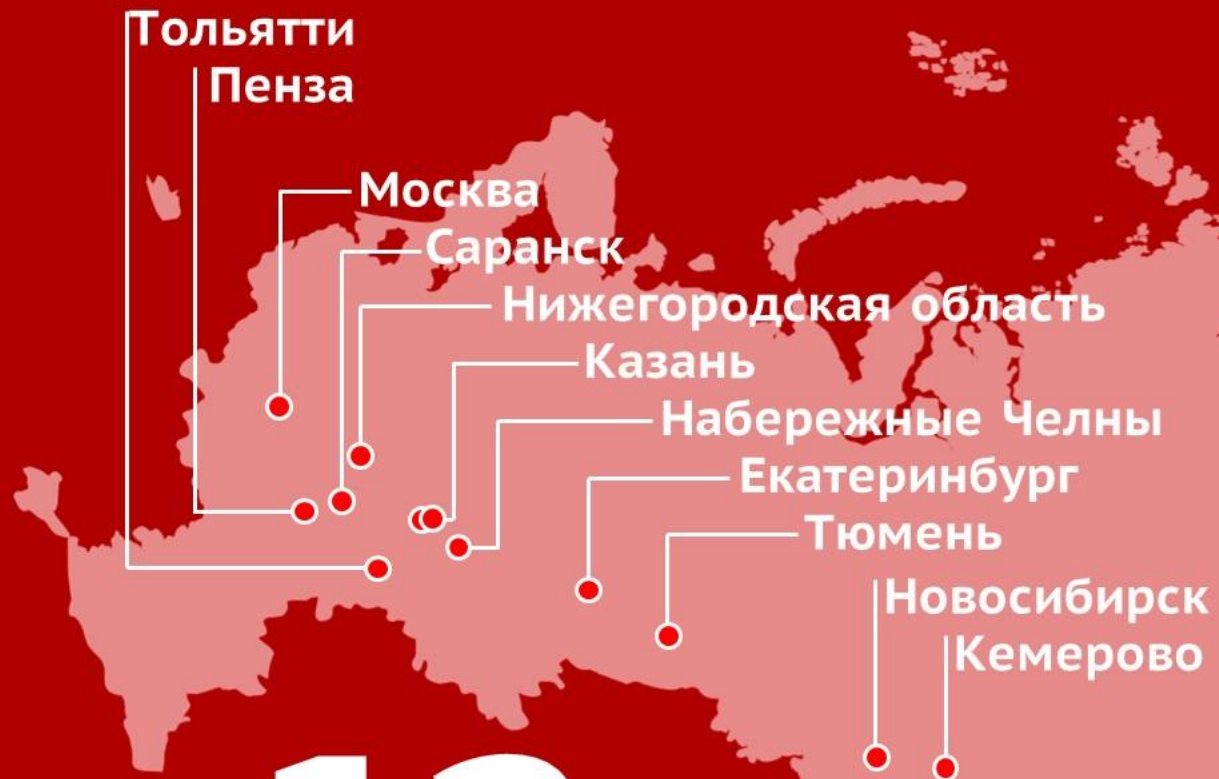 Тольятти
Пенза
Москва
Саранск
Нижегородская область
Казань
Набережные Челны
Екатеринбург
Тюмень
Новосибирск
Кемерово